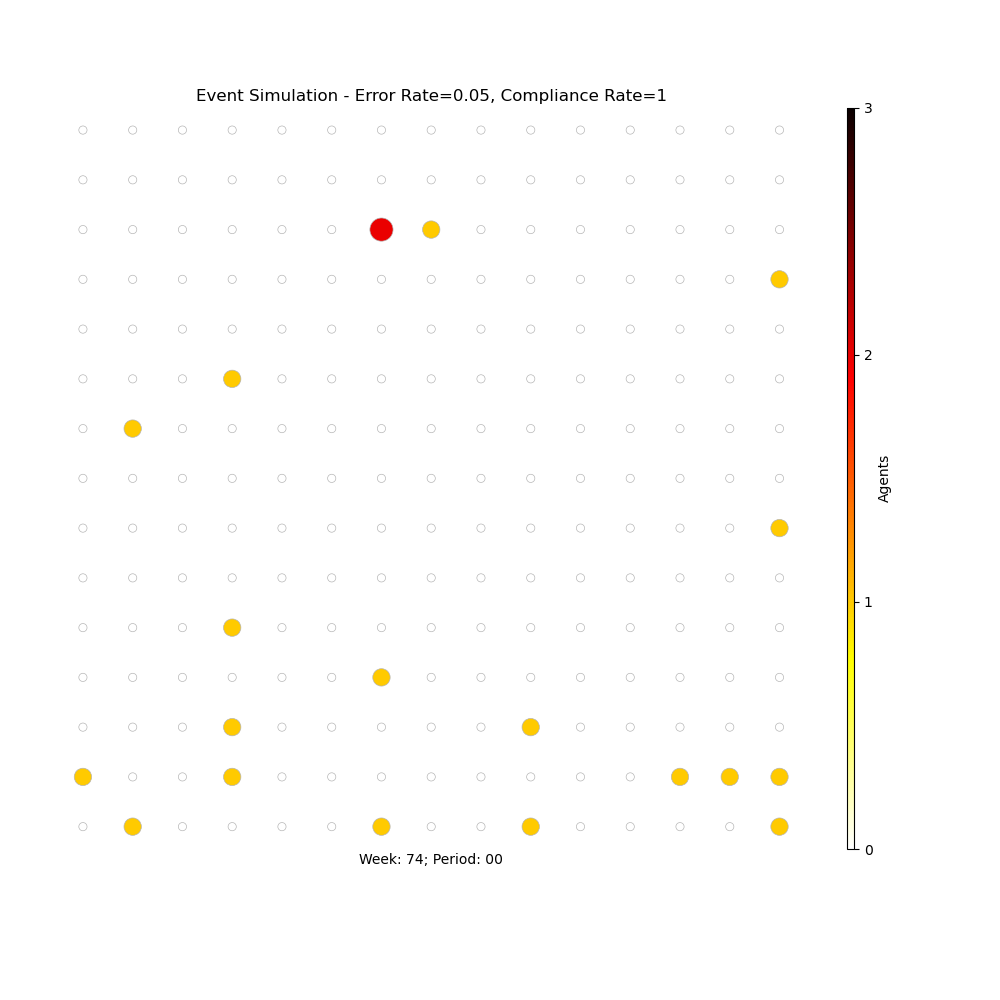 Event Simulation - Error Rate=0.05, Compliance Rate=1
3
2
Agents
1
0
Week: 74; Period: 00